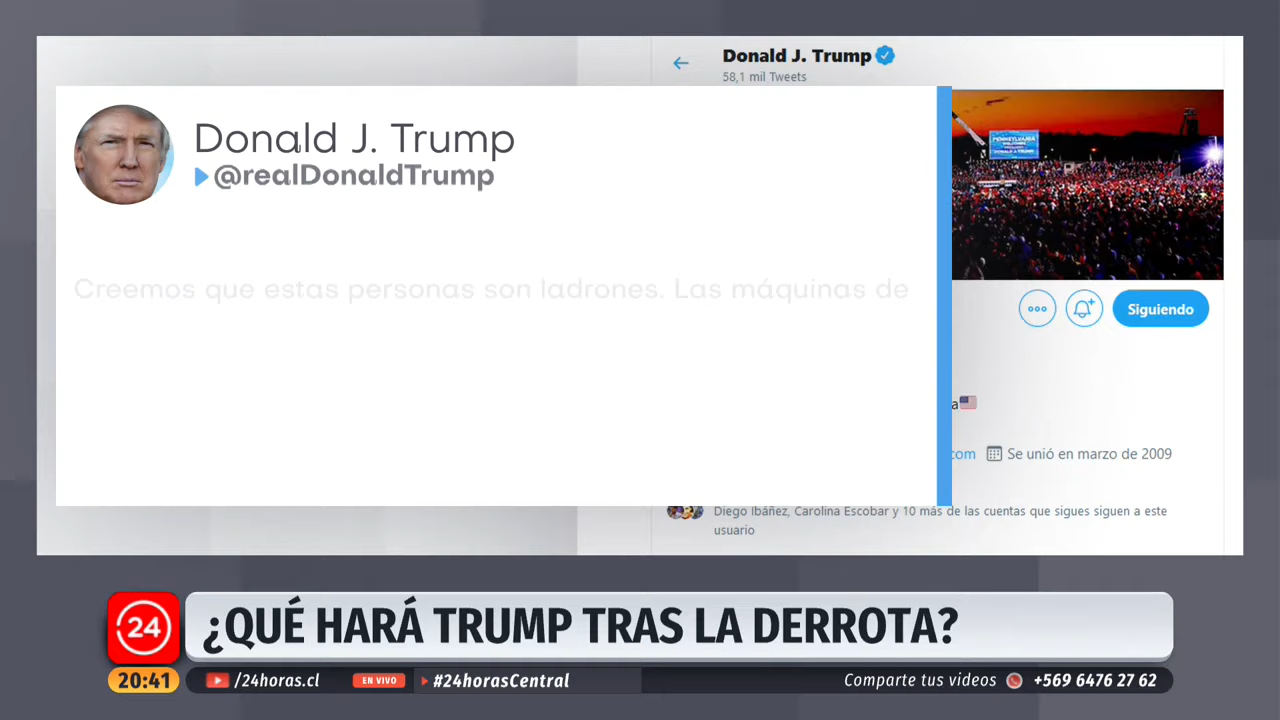 Donald J. Trump
58,1 mil Tweets
Donald J. Trump
@realDonaldTrump
PENNSYLVANIA
Creemos que estas personas son ladrones. Las máquinas de
Siguiendo
a
com
Se unió en marzo de 2009
Diego Ibáñez, Carolina Escobar y 10 más de las cuentas que sigues siguen a este
usuario
24
¿QUÉ HARÁ TRUMP TRAS LA DERROTA?
20:41
/24horas.cl
EN VIVO
#24horasCentral
Comparte tus videos
+569 6476 27 62